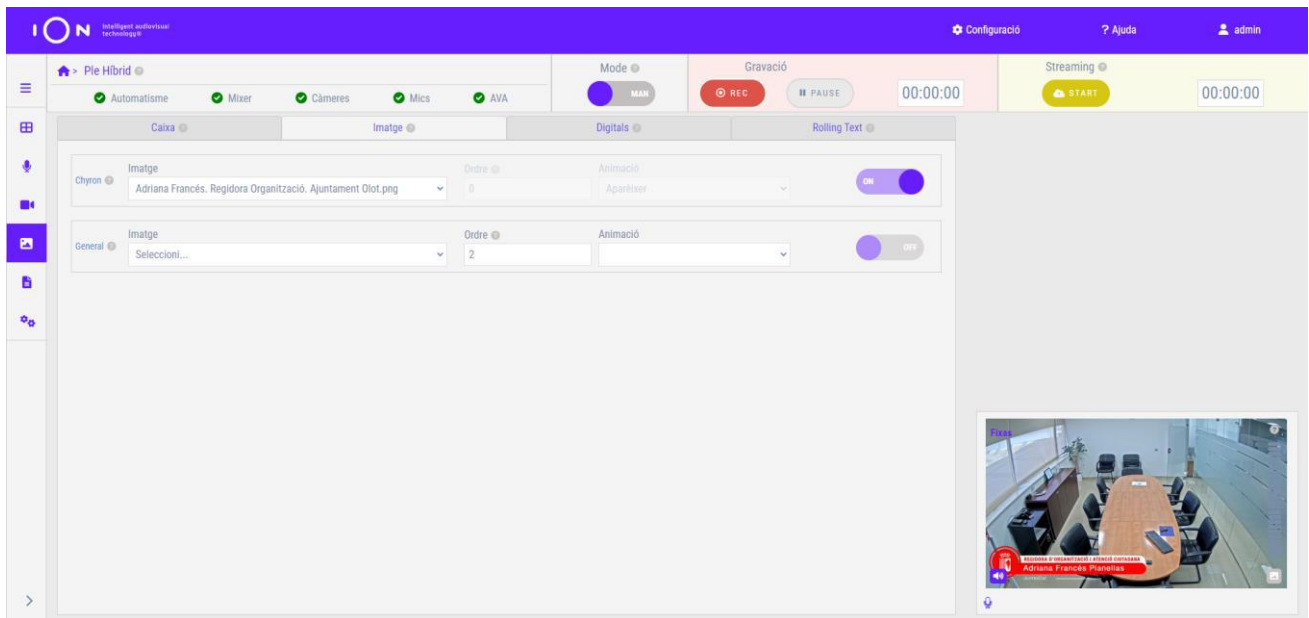 ION Intelligent audiovisual
technology®
Configuració
? Ajuda
admin
> Ple Híbrid
Automatisme
Mixer
Càmeres
Mics
AVA
Mode
MAN
Gravació
REC
PAUSE
00:00:00
Streaming
START
00:00:00
Caixa
Imatge
Digitals
Rolling Text
Chyron
Imatge
Adriana Francés. Regidora Organització. Ajuntament Olot.png
Ordre
0
Animació
Aparèixer
ON
General
Imatge
Seleccioni...
Ordre
2
Animació
OFF
Fixas
REGIDORA D'ORGANITZACIÓ I ATENCIÓ CIUTADANA
Adriana Francès Planellas